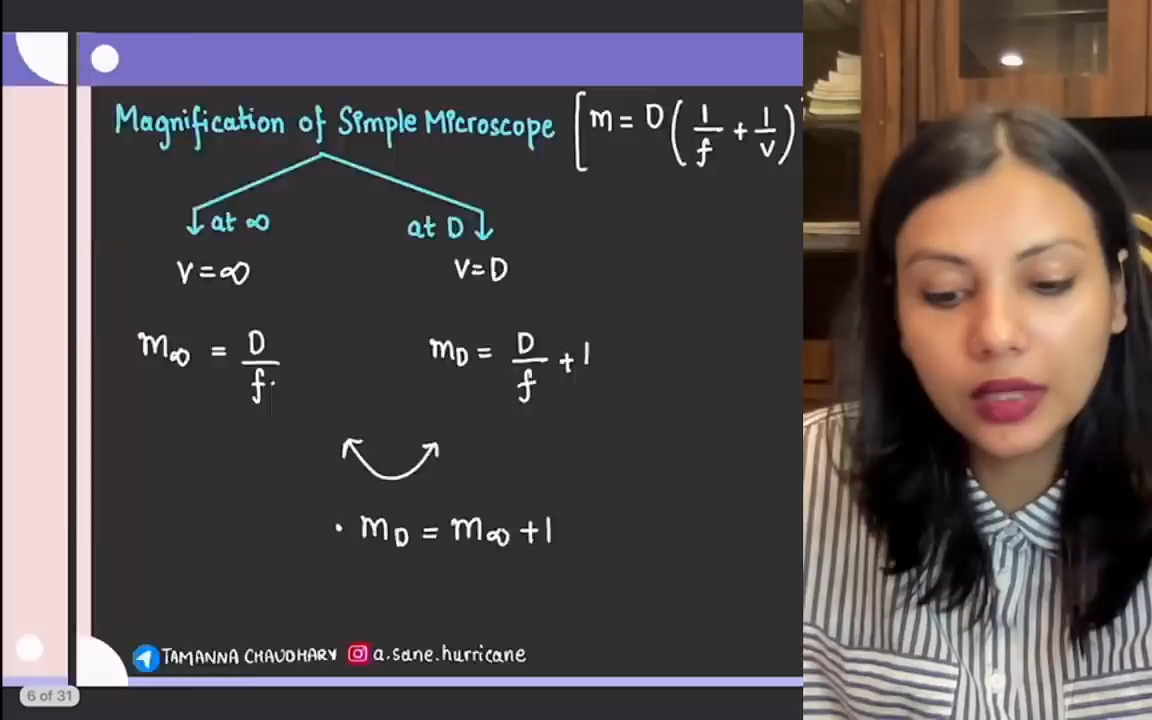 Magnification of Simple Microscope [m = D(1/f + 1/v)
at ∞ at D
v = ∞ v = D
m∞ = D/f. mD = D/f + 1
· mD = m∞ + 1
TAMANNA CHAUDHARY a.sane.hurricane
6 of 31